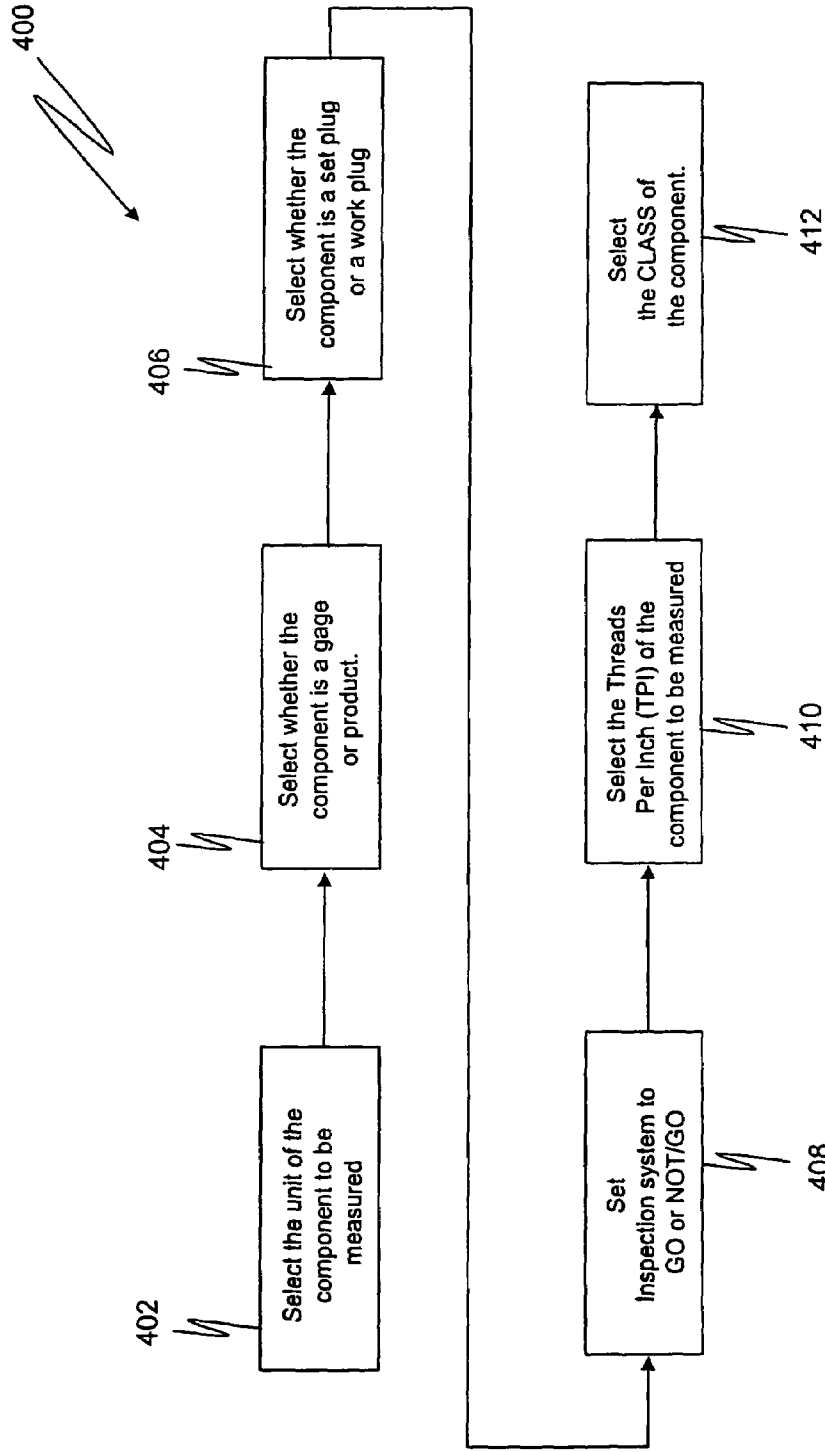 400
402
Select the unit of the
component to be
measured
404
Select whether the
component is a gage
or product.
406
Select whether the
component is a set plug
or a work plug
Set
Inspection system to
GO or NOT/GO
408
Select the Threads
Per Inch (TPI) of the
component to be measured
410
Select
the CLASS of
the component.
412